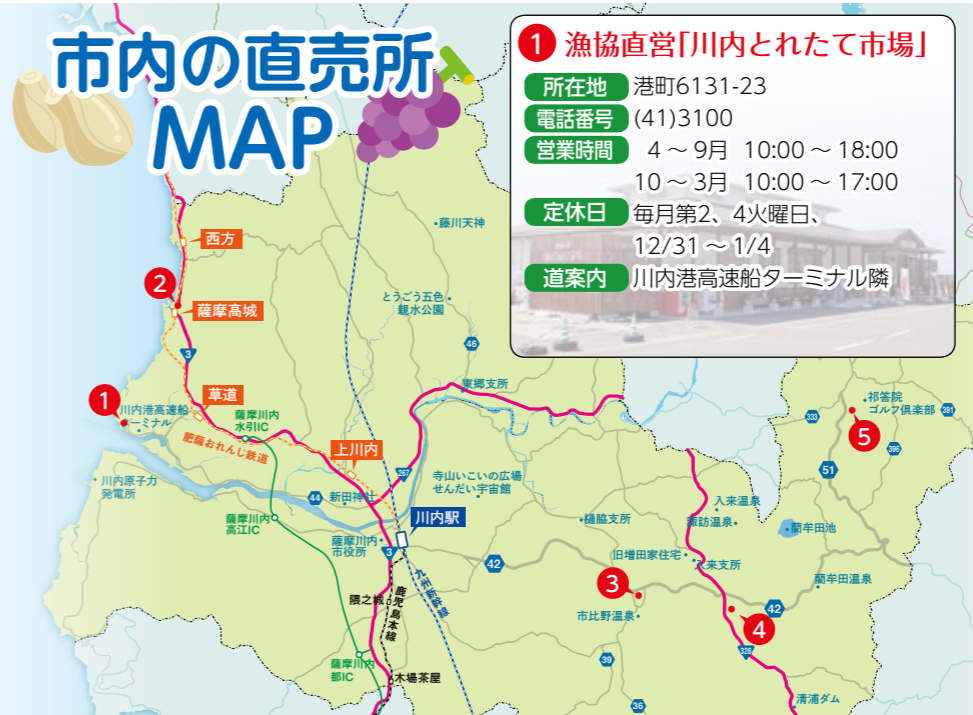 市内の直売所
MAP
1 漁協直営「川内とれたて市場」
所在地 港町6131-23
電話番号 (41)3100
営業時間 4～9月 10:00～18:00
10～3月 10:00～17:00
定休日 毎月第2、4火曜日、
12/31～1/4
道案内 川内港高速船ターミナル隣
西方
藤川天神
2
薩摩高城
とうごう五色
親水公園
3
46
東郷支所
草道
1
川内港高速船
ターミナル
薩摩川内
水引IC
肥薩おれんじ鉄道
上川内
267
川内原子力
発電所
44
新田神社
寺山いこいの広場
せんだい宇宙館
薩摩川内
高江IC
川内駅
薩摩川内
市役所
3
42
九州新幹線
隈之城
鹿児島本線
薩摩川内
都IC
木場茶屋
祁答院
ゴルフ倶楽部
391
333
5
396
51
入来温泉
諏訪温泉
藺牟田池
樋脇支所
旧増田家住宅
入来支所
藺牟田温泉
3
市比野温泉
42
4
328
39
36
清浦ダム